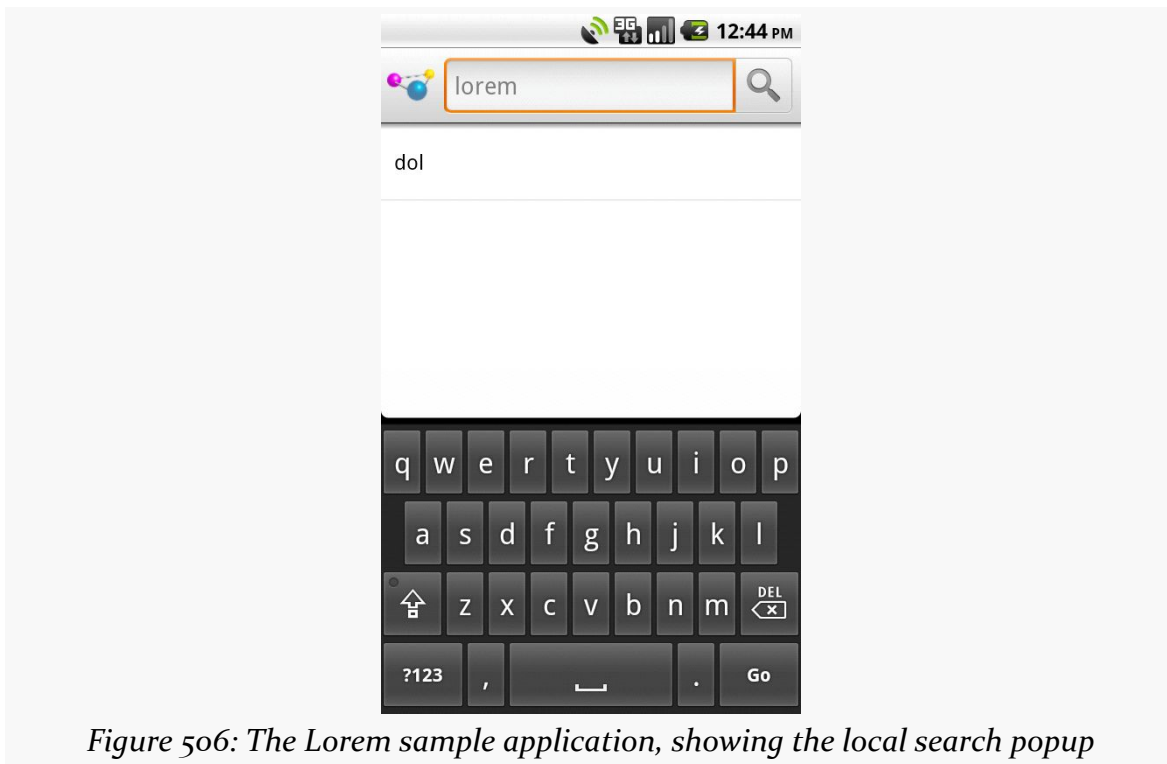 3G 12:44 PM
lorem
dol
q w e r t y u i o p
a s d f g h j k l
z x c v b n m DEL
?123 , . Go
Figure 506: The Lorem sample application, showing the local search popup